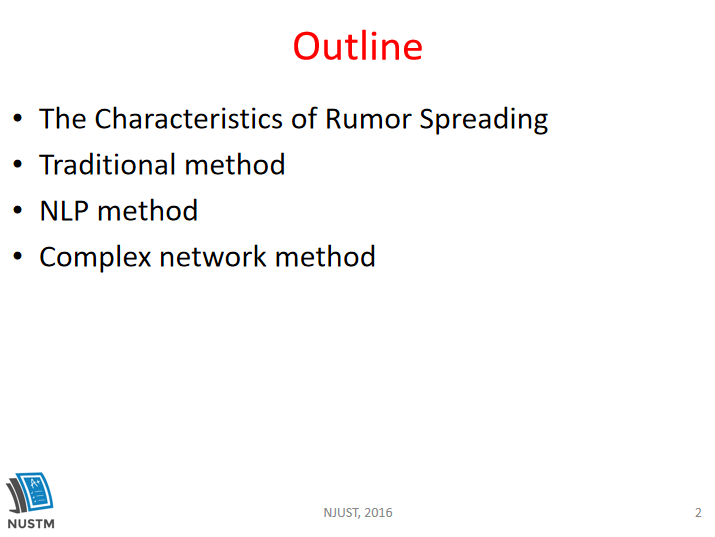 Outline
• The Characteristics of Rumor Spreading
• Traditional method
• NLP method
• Complex network method
A+
NUSTM
NJUST, 2016
2